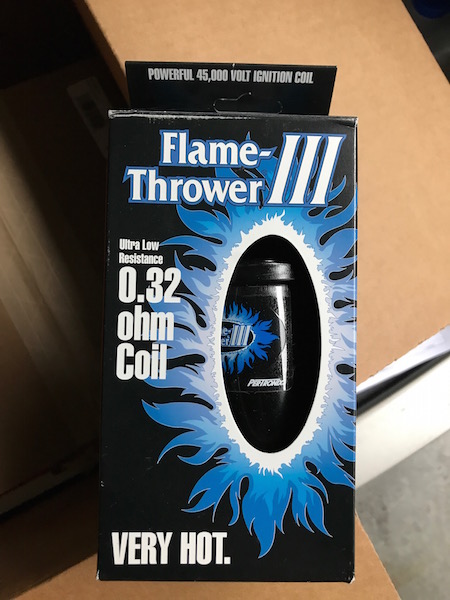 POWERFUL 45,000 VOLT IGNITION COIL
Flame-
Thrower III
Ultra Low
Resistance
0.32
ohm
Coil
III
PERTRONIX
VERY HOT.